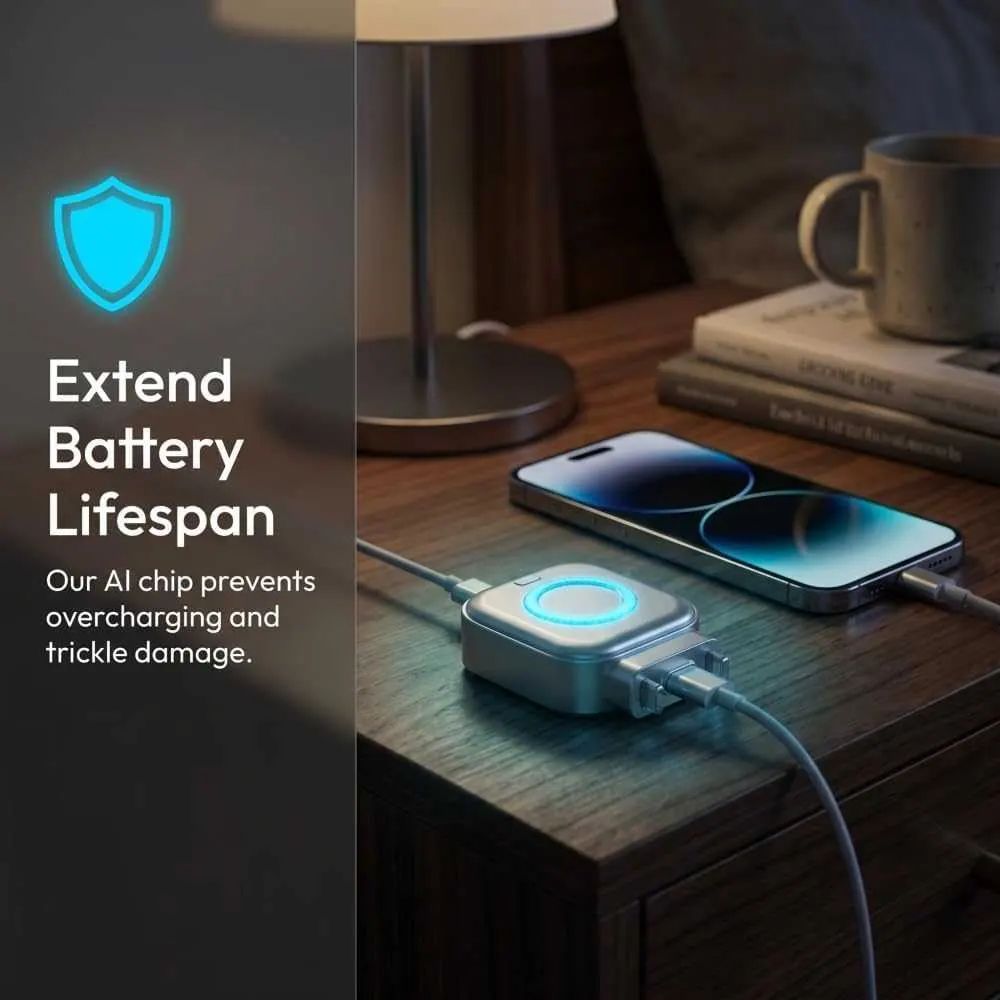 Extend
Battery
Lifespan
Our AI chip prevents
overcharging and
trickle damage.